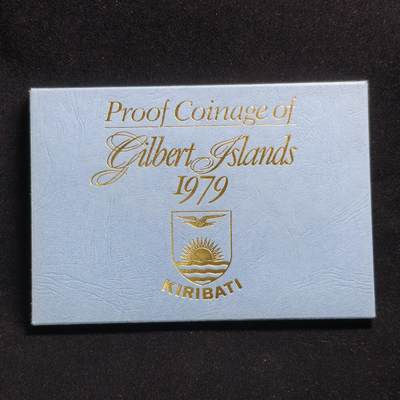 Proof Coinage of
Gilbert Islands
1979
KIRIBATI